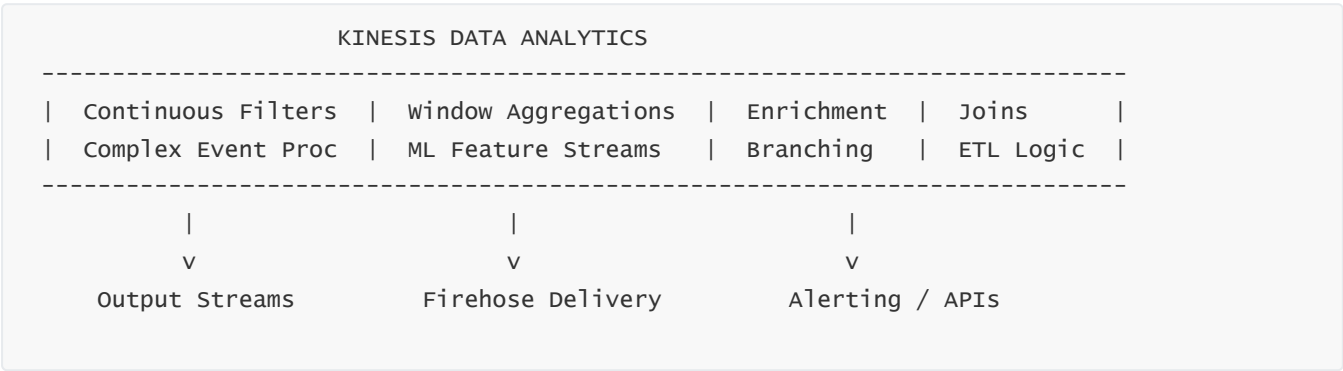 KINESIS DATA ANALYTICS
-----------------------------------------------------------------------------
|  Continuous Filters  |  Window Aggregations  |  Enrichment  |  Joins      |
|  Complex Event Proc  |  ML Feature Streams   |  Branching   |  ETL Logic  |
-----------------------------------------------------------------------------
|                      |                       |
v                      v                       v
Output Streams         Firehose Delivery         Alerting / APIs